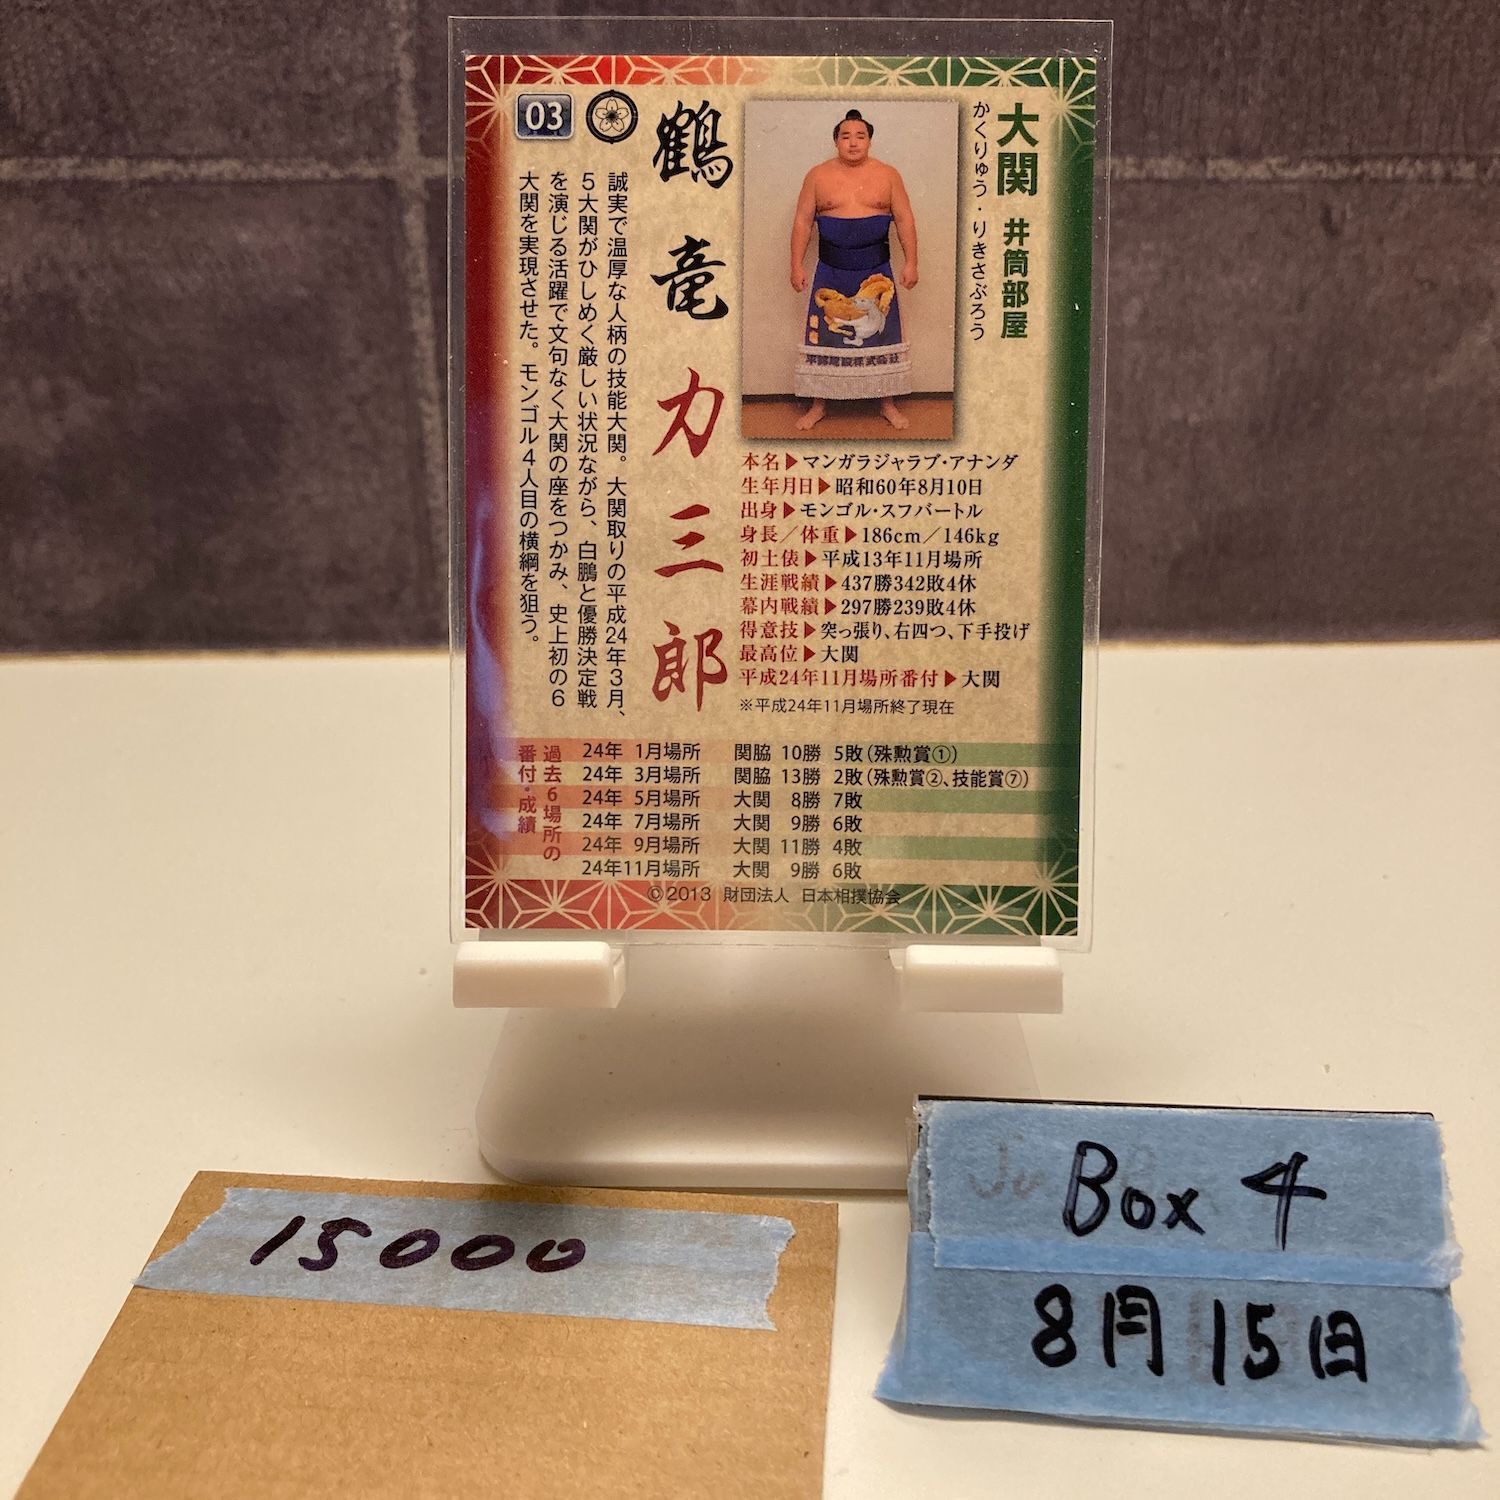 大関 井筒部屋
かくりゅう・りきさぶろう
鶴竜力三郎
03
誠実で温厚な人柄の技能大関。大関取りの平成24年3月、
5大関がひしめく厳しい状況ながら、白鵬と優勝決定戦
を演じる活躍で文句なく大関の座をつかみ、史上初の6
大関を実現させた。モンゴル4人目の横綱を狙う。
本名▶マンガラジャラブ・アナンダ
生年月日▶昭和60年8月10日
出身▶モンゴル・スフバートル
身長／体重▶186cm／146kg
初土俵▶平成13年11月場所
生涯戦績▶437勝342敗4休
幕内戦績▶297勝239敗4休
得意技▶突っ張り、右四つ、下手投げ
最高位▶大関
平成24年11月場所番付▶大関
※平成24年11月場所終了現在
過去6場所の
番付・成績
24年 1月場所 関脇 10勝 5敗（殊勲賞①）
24年 3月場所 関脇 13勝 2敗（殊勲賞②、技能賞⑦）
24年 5月場所 大関 8勝 7敗
24年 7月場所 大関 9勝 6敗
24年 9月場所 大関 11勝 4敗
24年11月場所 大関 9勝 6敗
©2013 財団法人 日本相撲協会
15000
Box 4
8月15日